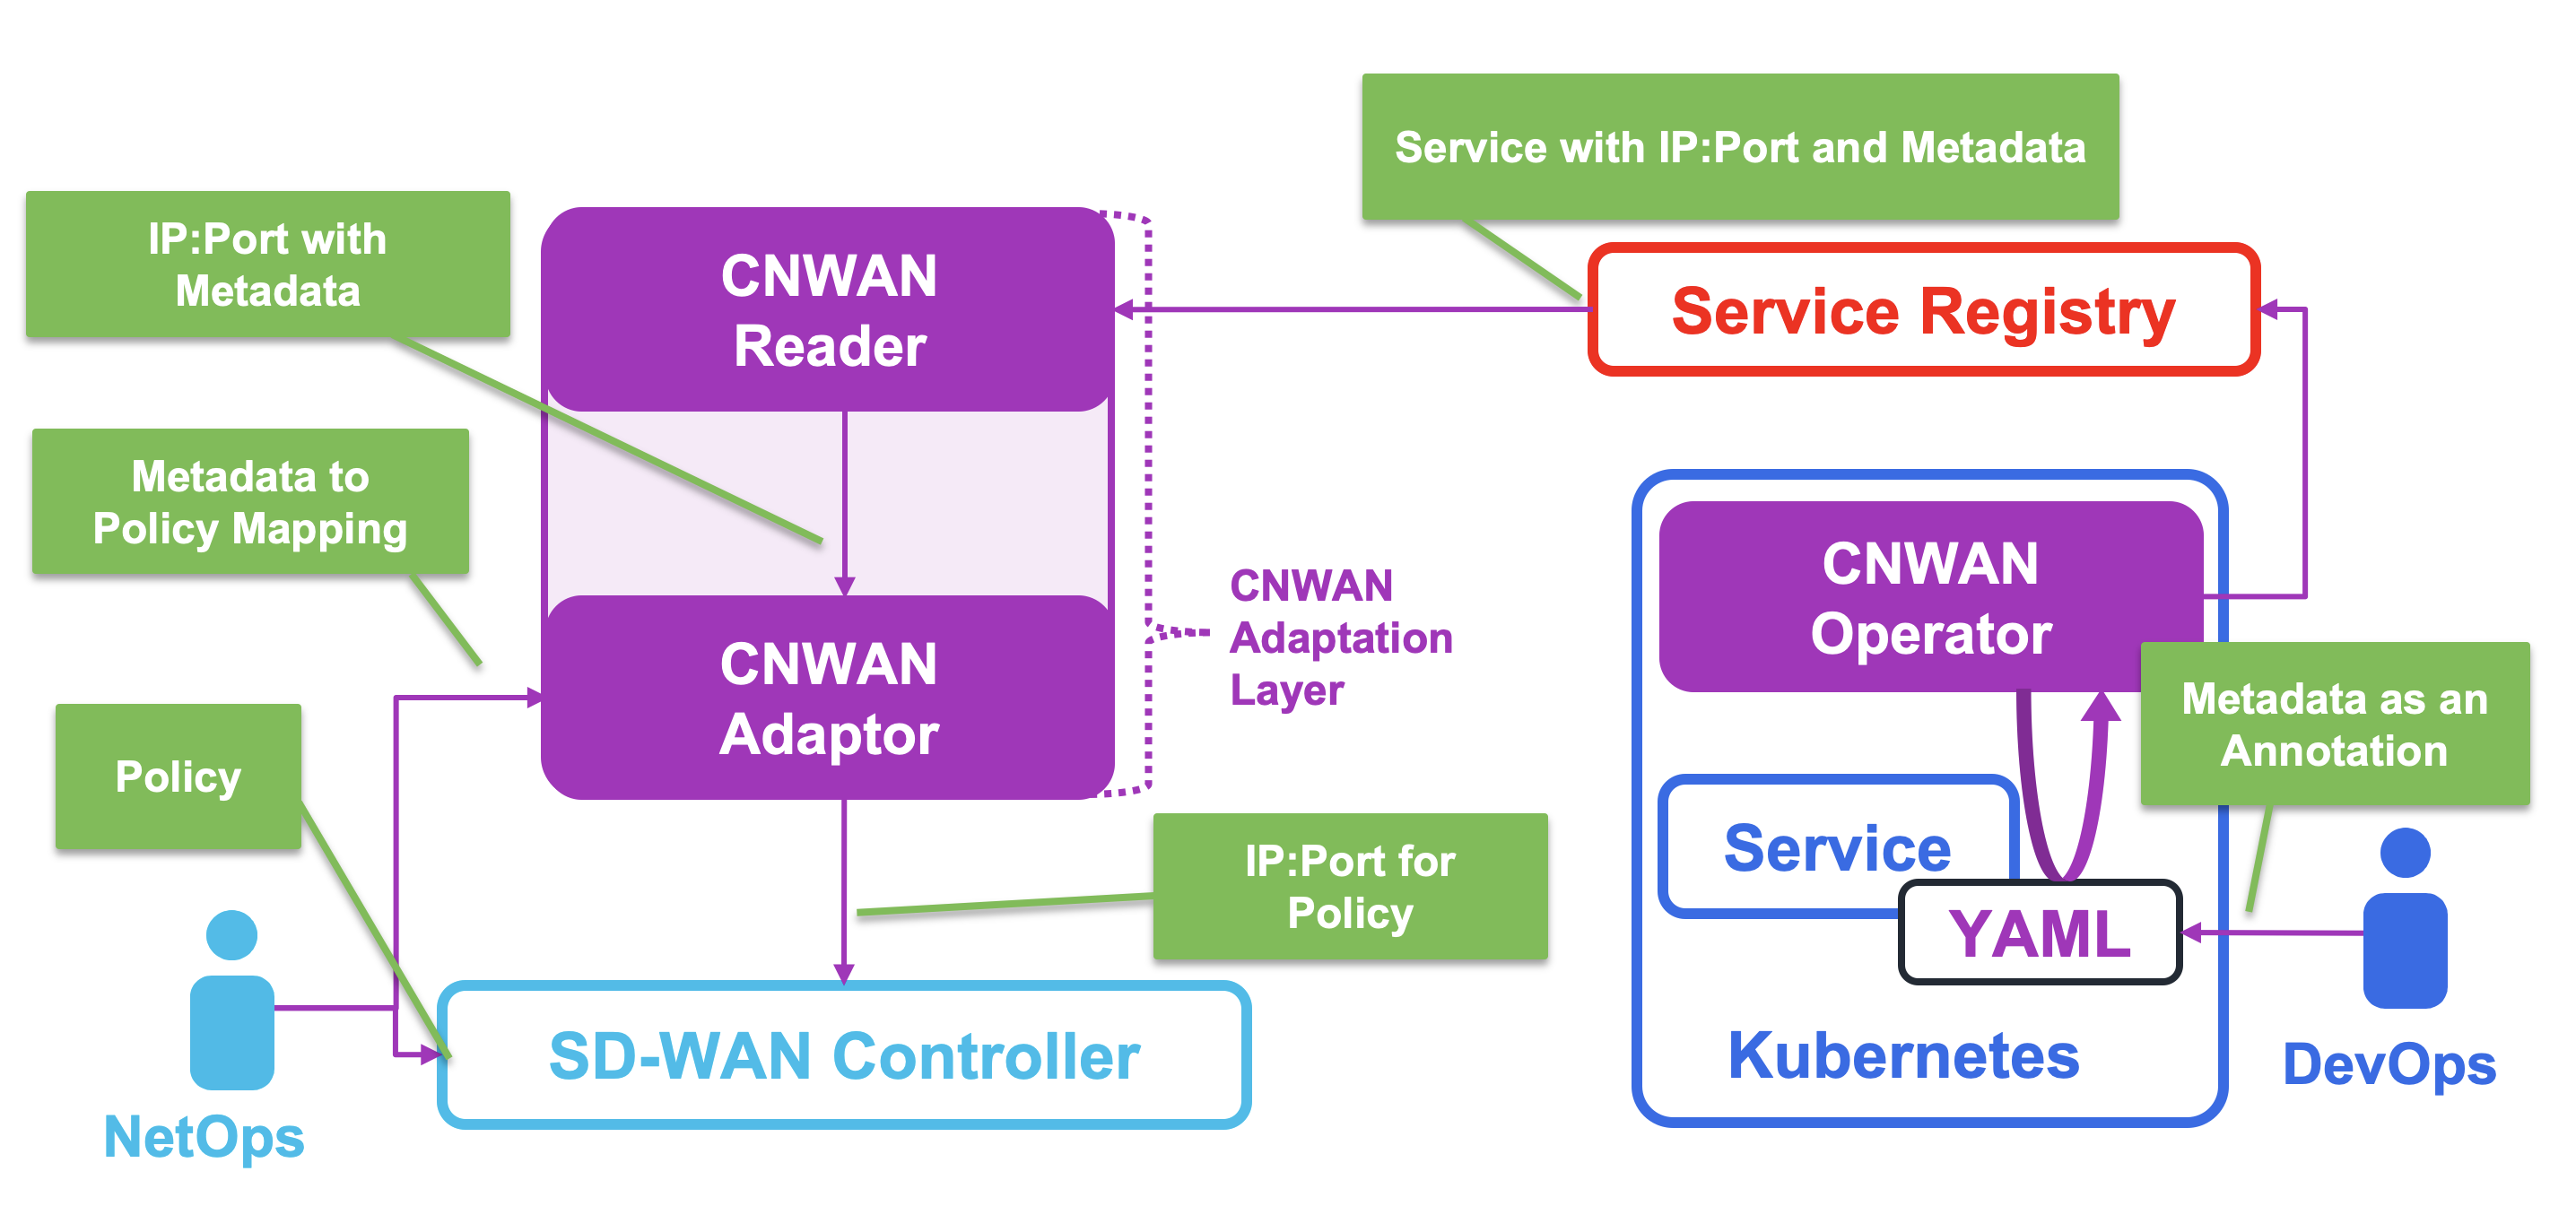 Service with IP:Port and Metadata
IP:Port with
Metadata
CNWAN
Reader
Service Registry
Metadata to
Policy Mapping
CNWAN
Adaptation
Layer
CNWAN
Operator
CNWAN
Adaptor
Metadata as an
Annotation
Policy
IP:Port for
Policy
Service
YAML
SD-WAN Controller
Kubernetes
DevOps
NetOps